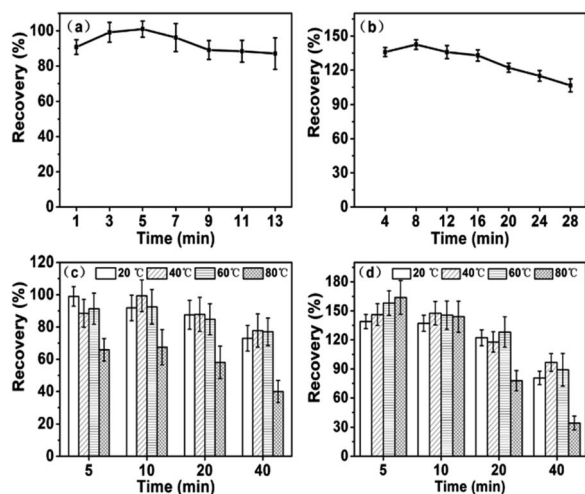 (a)
Recovery (%)
100
80
60
40
20
0
1 3 5 7 9 11 13
Time (min)
(b)
Recovery (%)
150
120
90
60
30
0
4 8 12 16 20 24 28
Time (min)
(c) 20 ℃ 40℃ 60℃ 80℃
Recovery (%)
120
100
80
60
40
20
0
5 10 20 40
Time (min)
(d) 20 ℃ 40℃ 60℃ 80℃
Recovery (%)
180
150
120
90
60
30
0
5 10 20 40
Time (min)